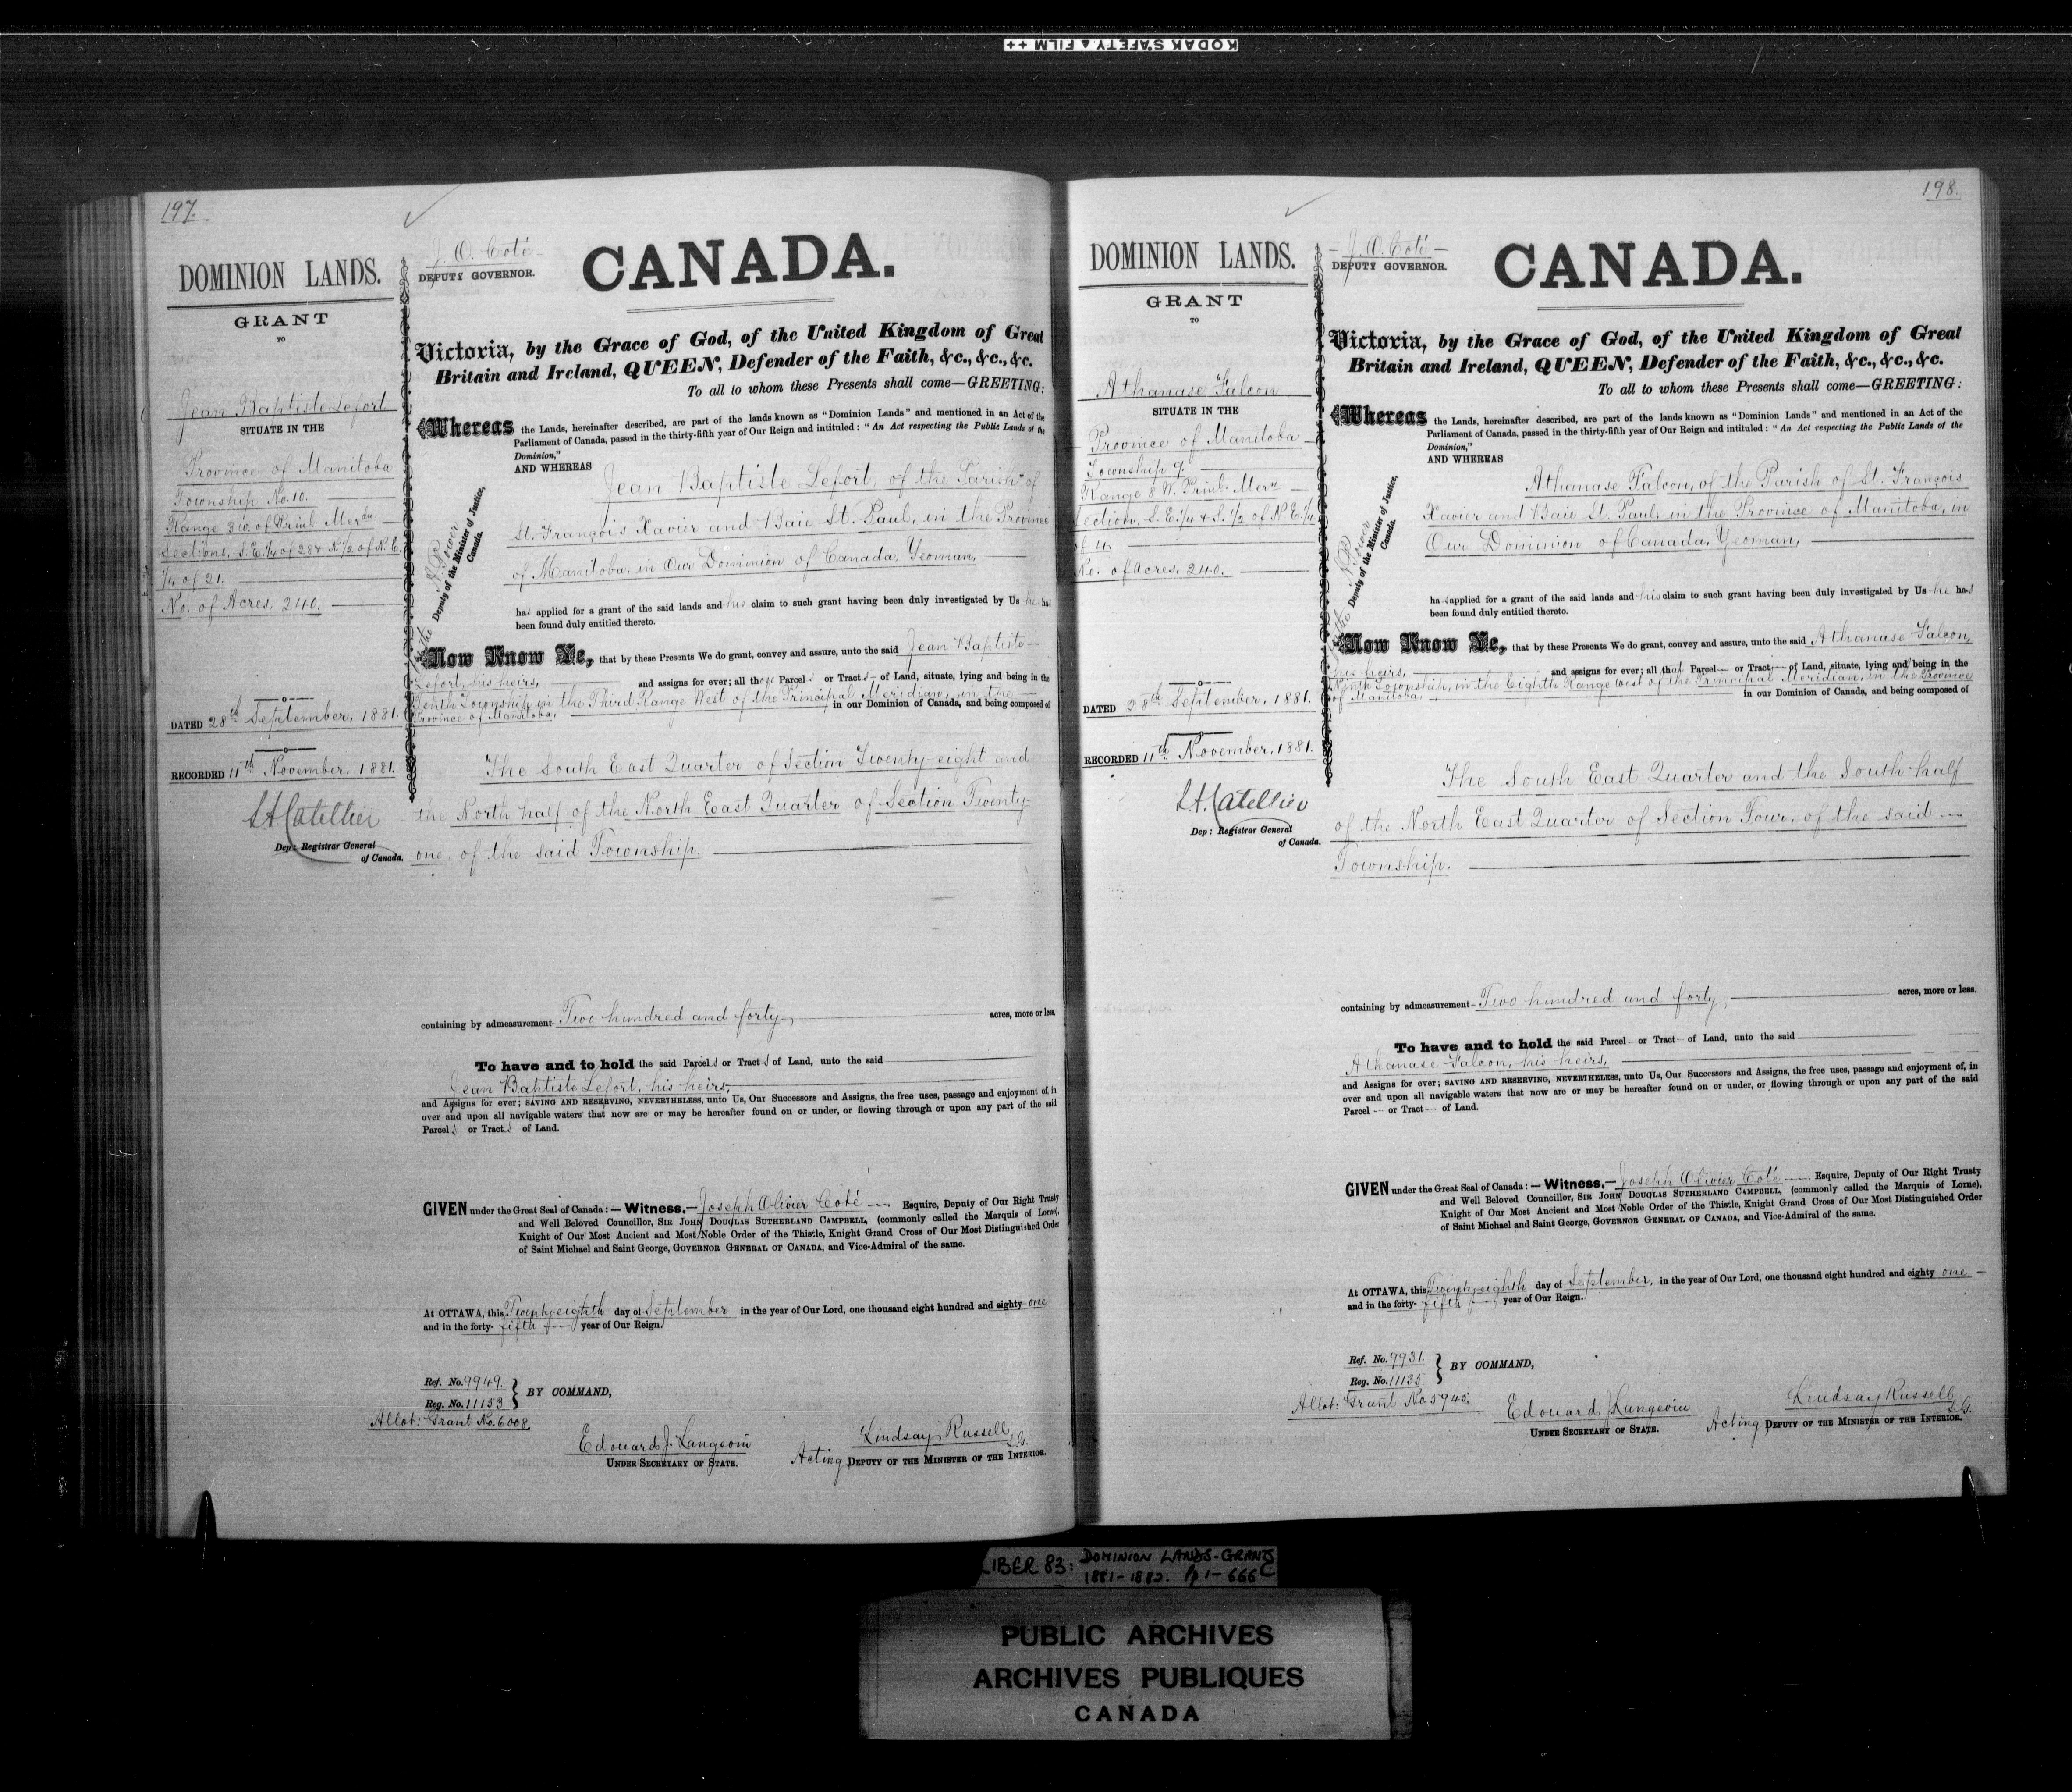 KODAK SAFETY ▲ FILM ++
197.
DOMINION LANDS.
GRANT
TO
Jean Baptiste Lefort
SITUATE IN THE
Province of Manitoba
Township No. 10.
Range 3 W. of Prinl. Merdn.
Sections, S.E. 1/4 of 28 & N. 1/2 of N.E.
1/4 of 21.
No. of Acres. 240.
DATED 28th September, 1881.
RECORDED 11th November, 1881.
LACatellier
Dep: Registrar General
of Canada.
J. O. Coté
DEPUTY GOVERNOR.
CANADA.
Victoria, by the Grace of God, of the United Kingdom of Great
Britain and Ireland, QUEEN, Defender of the Faith, &c., &c., &c.
To all to whom these Presents shall come—GREETING:
Whereas the Lands, hereinafter described, are part of the lands known as "Dominion Lands" and mentioned in an Act of the
Parliament of Canada, passed in the thirty-fifth year of Our Reign and intituled: "An Act respecting the Public Lands of the
Dominion,"
AND WHEREAS
Jean Baptiste Lefort, of the Parish of
St. François Xavier and Baie St. Paul, in the Province
of Manitoba, in Our Dominion of Canada, Yeoman,
Deputy of the Minister of Justice,
Canada.
has applied for a grant of the said lands and his claim to such grant having been duly investigated by Us he ha
been found duly entitled thereto.
Now Know Ye, that by these Presents We do grant, convey and assure, unto the said Jean Baptiste
Lefort, his heirs, and assigns for ever; all those Parcels or Tracts of Land, situate, lying and being in the
Tenth Township, in the Third Range West of the Principal Meridian, in the
Province of Manitoba, in our Dominion of Canada, and being composed of
The South East Quarter of Section Twenty-eight and
the North half of the North East Quarter of Section Twenty-
one, of the said Township.
containing by admeasurement Two hundred and forty, acres, more or less.
To have and to hold the said Parcels or Tracts of Land, unto the said
Jean Baptiste Lefort, his heirs,
and Assigns for ever; SAVING AND RESERVING, NEVERTHELESS, unto Us, Our Successors and Assigns, the free uses, passage and enjoyment of, in
over and upon all navigable waters that now are or may be hereafter found on or under, or flowing through or upon any part of the said
Parcels or Tracts of Land.
GIVEN under the Great Seal of Canada:—Witness.—Joseph Olivier Coté Esquire, Deputy of Our Right Trusty
and Well Beloved Councillor, SIR JOHN DOUGLAS SUTHERLAND CAMPBELL, (commonly called the Marquis of Lorne),
Knight of Our Most Ancient and Most Noble Order of the Thistle, Knight Grand Cross of Our Most Distinguished Order
of Saint Michael and Saint George, GOVERNOR GENERAL OF CANADA, and Vice-Admiral of the same.
At OTTAWA, this Twenty eighth day of September in the year of Our Lord, one thousand eight hundred and eighty-one
and in the forty-fifth year of Our Reign.
Ref. No. 9949.
Reg. No. 11153.
BY COMMAND,
Allot: Grant No. 6008.
Edouard J. Langevin
UNDER SECRETARY OF STATE.
Lindsay Russell
S.G.
Acting DEPUTY OF THE MINISTER OF THE INTERIOR.
198.
DOMINION LANDS.
GRANT
TO
Athanase Falcon
SITUATE IN THE
Province of Manitoba
Township 9.
Range 8 W. Prinl. Mern.
Section, S.E. 1/4 & S. 1/2 of N.E. 1/4
of 4.
No. of Acres, 240.
DATED 28th September, 1881.
RECORDED 11th November, 1881.
LACatellier
Dep: Registrar General
of Canada.
J. O. Coté
DEPUTY GOVERNOR.
CANADA.
Victoria, by the Grace of God, of the United Kingdom of Great
Britain and Ireland, QUEEN, Defender of the Faith, &c., &c., &c.
To all to whom these Presents shall come—GREETING:
Whereas the Lands, hereinafter described, are part of the lands known as "Dominion Lands" and mentioned in an Act of the
Parliament of Canada, passed in the thirty-fifth year of Our Reign and intituled: "An Act respecting the Public Lands of the
Dominion,"
AND WHEREAS
Athanase Falcon, of the Parish of St. François
Xavier and Baie St. Paul, in the Province of Manitoba, in
Our Dominion of Canada, Yeoman,
Deputy of the Minister of Justice,
Canada.
has applied for a grant of the said lands and his claim to such grant having been duly investigated by Us he has
been found duly entitled thereto.
Now Know Ye, that by these Presents We do grant, convey and assure, unto the said Athanase Falcon,
his heirs, and assigns for ever; all that Parcel or Tract of Land, situate, lying and being in the
Ninth Township, in the Eighth Range West of the Principal Meridian, in the Province
of Manitoba. in our Dominion of Canada, and being composed of
The South East Quarter and the South half
of the North East Quarter of Section Four, of the said
Township.
containing by admeasurement Two hundred and forty, acres, more or less.
To have and to hold the said Parcel or Tract of Land, unto the said
Athanase Falcon, his heirs,
and Assigns for ever; SAVING AND RESERVING, NEVERTHELESS, unto Us, Our Successors and Assigns, the free uses, passage and enjoyment of, in
over and upon all navigable waters that now are or may be hereafter found on or under, or flowing through or upon any part of the said
Parcel or Tract of Land.
GIVEN under the Great Seal of Canada:—Witness.—Joseph Olivier Coté Esquire, Deputy of Our Right Trusty
and Well Beloved Councillor, SIR JOHN DOUGLAS SUTHERLAND CAMPBELL, (commonly called the Marquis of Lorne),
Knight of Our Most Ancient and Most Noble Order of the Thistle, Knight Grand Cross of Our Most Distinguished Order
of Saint Michael and Saint George, GOVERNOR GENERAL OF CANADA, and Vice-Admiral of the same.
At OTTAWA, this Twenty eighth day of September, in the year of Our Lord, one thousand eight hundred and eighty-one
and in the forty-fifth year of Our Reign.
Ref. No. 9931.
Reg. No. 11135.
BY COMMAND,
Allot: Grant No. 5945.
Edouard J. Langevin
UNDER SECRETARY OF STATE.
Lindsay Russell
S.G.
Acting DEPUTY OF THE MINISTER OF THE INTERIOR.
LIBER 83: DOMINION LANDS-GRANTS
1881-1882. Pp 1-666
PUBLIC ARCHIVES
ARCHIVES PUBLIQUES
CANADA